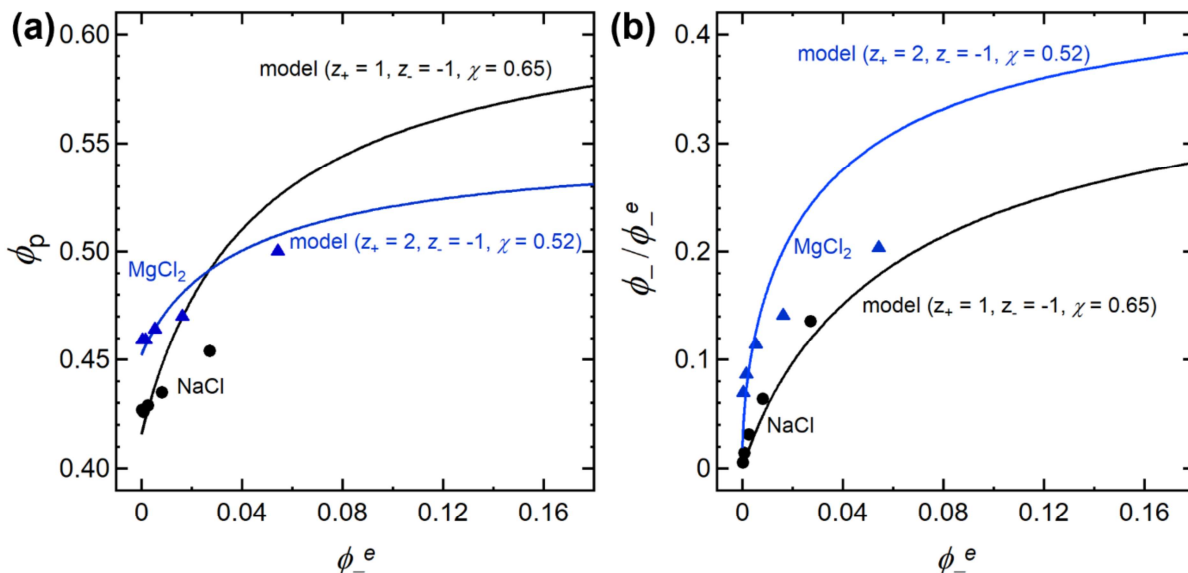 (a)
0.60
0.55
0.50
0.45
0.40
ϕp
model (z+ = 1, z- = -1, χ = 0.65)
model (z+ = 2, z- = -1, χ = 0.52)
MgCl2
NaCl
0 0.04 0.08 0.12 0.16
ϕ_e
(b)
0.4
0.3
0.2
0.1
0
ϕ_/ϕ_e
model (z+ = 2, z- = -1, χ = 0.52)
MgCl2
model (z+ = 1, z- = -1, χ = 0.65)
NaCl
0 0.04 0.08 0.12 0.16
ϕ_e